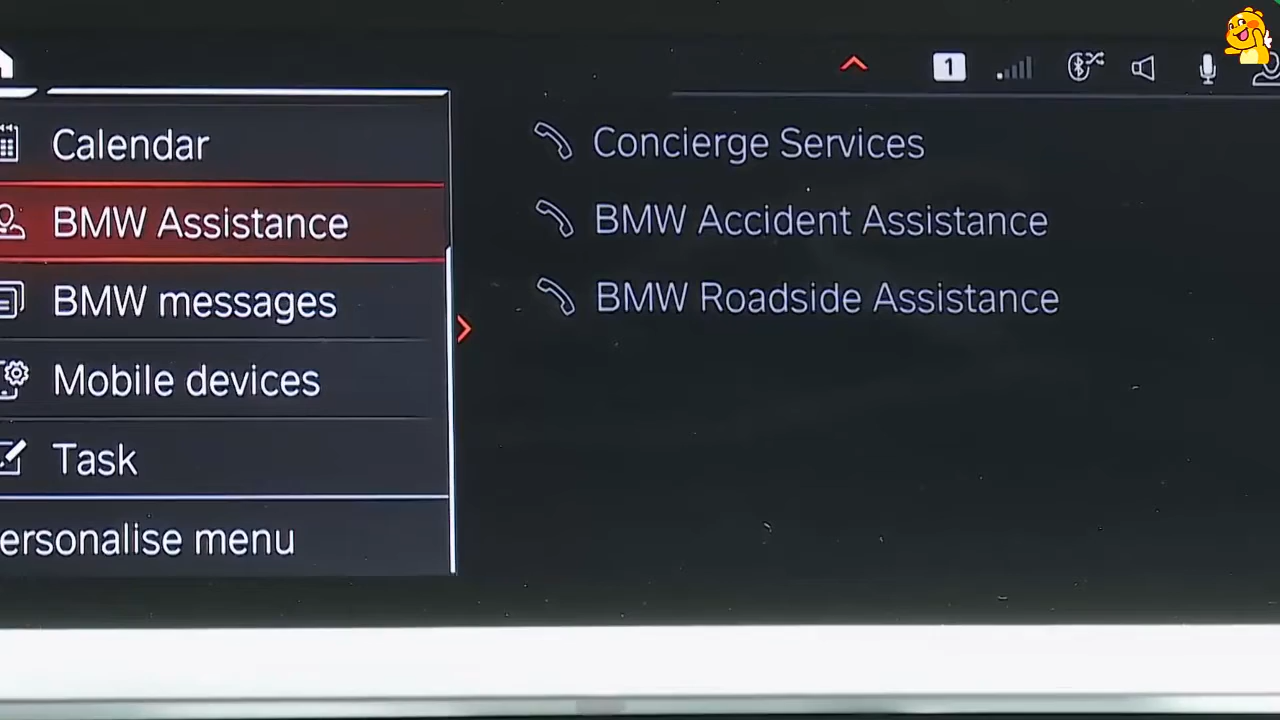 1
Calendar
BMW Assistance
BMW messages
Mobile devices
Task
ersonalise menu
Concierge Services
BMW Accident Assistance
BMW Roadside Assistance